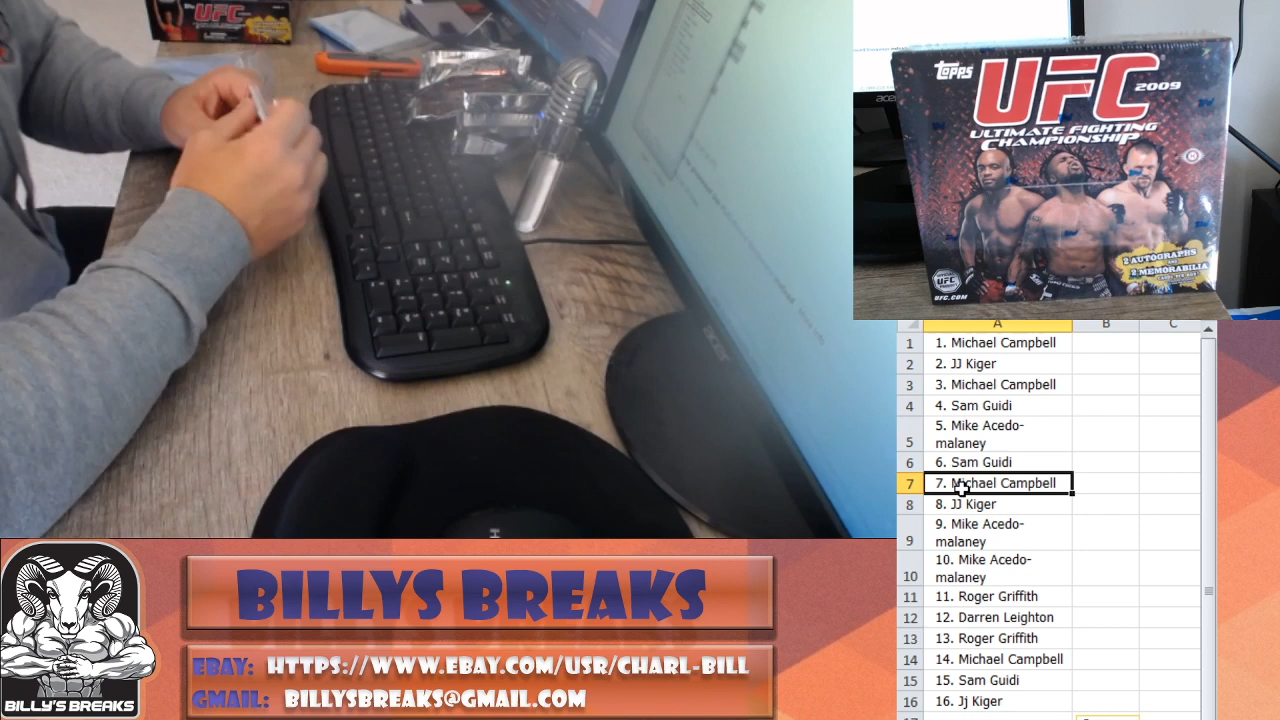 UFC
Topps
UFC
2009
ULTIMATE FIGHTING
CHAMPIONSHIP
2 AUTOGRAPHS
AND
2 MEMORABILIA
UFC
UFC.COM
acer
A B C
1 1. Michael Campbell
2 2. JJ Kiger
3 3. Michael Campbell
4 4. Sam Guidi
5. Mike Acedo-
5 malaney
6 6. Sam Guidi
7 7. Michael Campbell
8 8. JJ Kiger
9. Mike Acedo-
9 malaney
10. Mike Acedo-
10 malaney
11 11. Roger Griffith
12 12. Darren Leighton
13 13. Roger Griffith
14 14. Michael Campbell
15 15. Sam Guidi
16 16. Jj Kiger
BILLYS BREAKS
EBAY: HTTPS://WWW.EBAY.COM/USR/CHARL-BILL
GMAIL: BILLYSBREAKS@GMAIL.COM
BILLY'S BREAKS